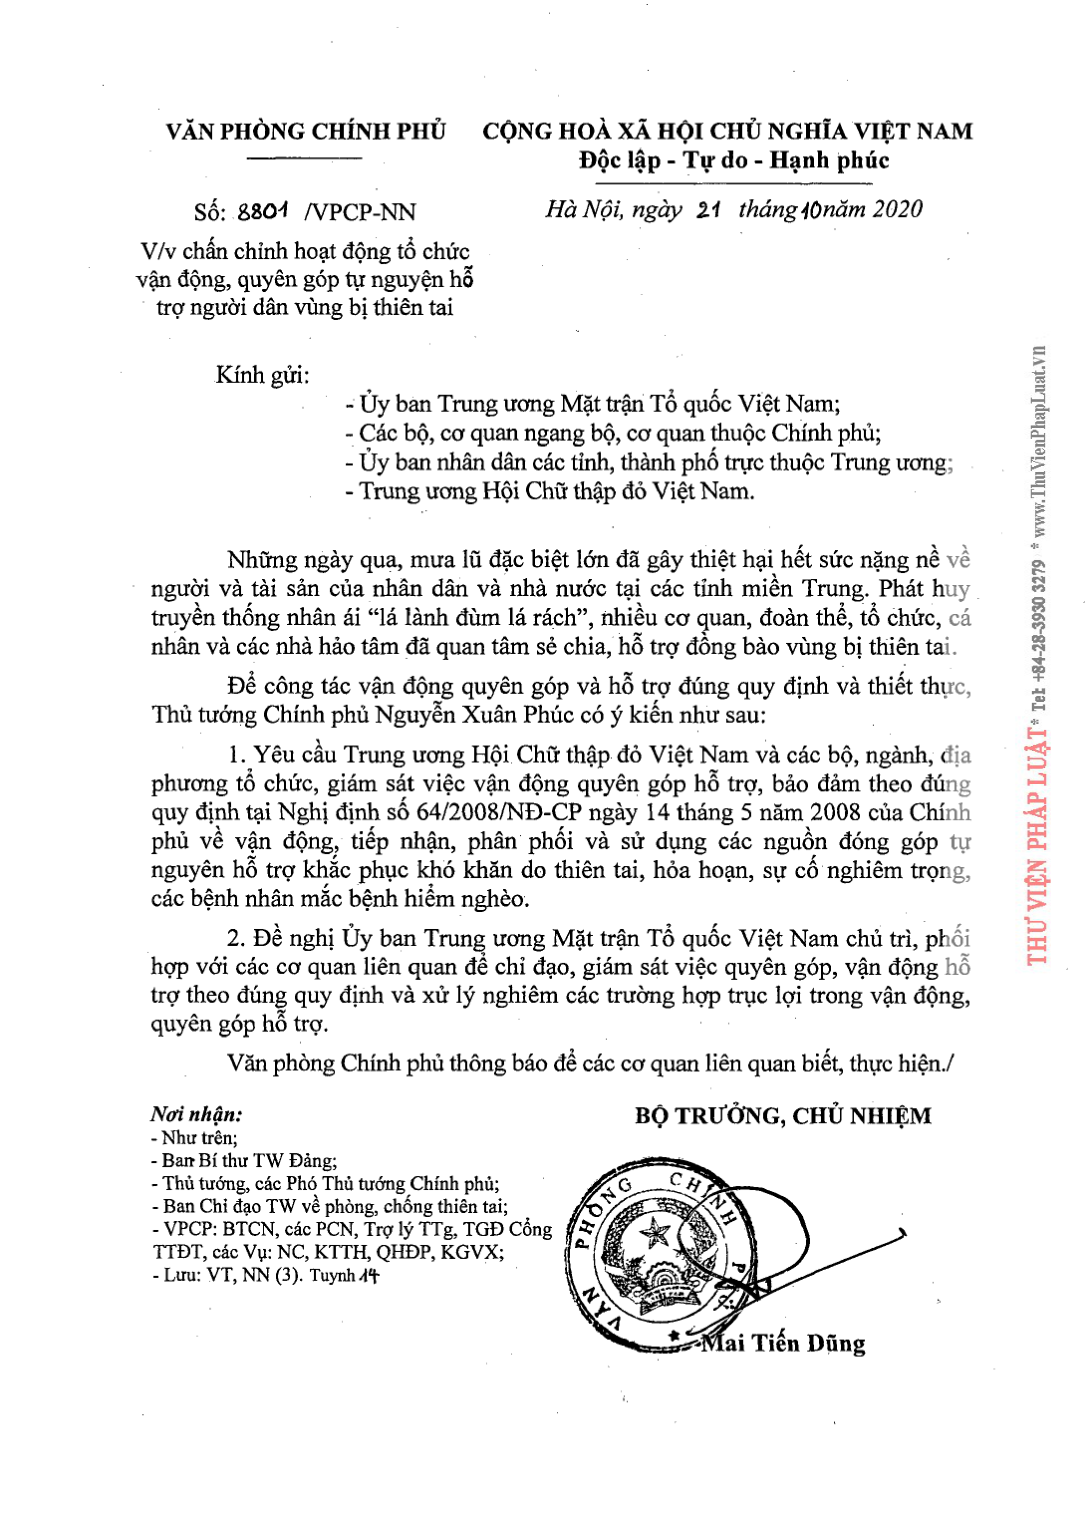 VĂN PHÒNG CHÍNH PHỦ
CỘNG HOÀ XÃ HỘI CHỦ NGHĨA VIỆT NAM
Độc lập - Tự do - Hạnh phúc
Số: 8801 /VPCP-NN
Hà Nội, ngày 21 tháng 10 năm 2020
V/v chấn chỉnh hoạt động tổ chức
vận động, quyên góp tự nguyện hỗ
trợ người dân vùng bị thiên tai
Kính gửi:
- Ủy ban Trung ương Mặt trận Tổ quốc Việt Nam;
- Các bộ, cơ quan ngang bộ, cơ quan thuộc Chính phủ;
- Ủy ban nhân dân các tỉnh, thành phố trực thuộc Trung ương;
- Trung ương Hội Chữ thập đỏ Việt Nam.
Những ngày qua, mưa lũ đặc biệt lớn đã gây thiệt hại hết sức nặng nề về
người và tài sản của nhân dân và nhà nước tại các tỉnh miền Trung. Phát huy
truyền thống nhân ái “lá lành đùm lá rách”, nhiều cơ quan, đoàn thể, tổ chức, cá
nhân và các nhà hảo tâm đã quan tâm sẻ chia, hỗ trợ đồng bào vùng bị thiên tai.
Để công tác vận động quyên góp và hỗ trợ đúng quy định và thiết thực,
Thủ tướng Chính phủ Nguyễn Xuân Phúc có ý kiến như sau:
1. Yêu cầu Trung ương Hội Chữ thập đỏ Việt Nam và các bộ, ngành, địa
phương tổ chức, giám sát việc vận động quyên góp hỗ trợ, bảo đảm theo đúng
quy định tại Nghị định số 64/2008/NĐ-CP ngày 14 tháng 5 năm 2008 của Chính
phủ về vận động, tiếp nhận, phân phối và sử dụng các nguồn đóng góp tự
nguyên hỗ trợ khắc phục khó khăn do thiên tai, hỏa hoạn, sự cố nghiêm trọng,
các bệnh nhân mắc bệnh hiểm nghèo.
2. Đề nghị Ủy ban Trung ương Mặt trận Tổ quốc Việt Nam chủ trì, phối
hợp với các cơ quan liên quan để chỉ đạo, giám sát việc quyên góp, vận động hỗ
trợ theo đúng quy định và xử lý nghiêm các trường hợp trục lợi trong vận động,
quyên góp hỗ trợ.
Văn phòng Chính phủ thông báo để các cơ quan liên quan biết, thực hiện./
Nơi nhận:
- Như trên;
- Ban Bí thư TW Đảng;
- Thủ tướng, các Phó Thủ tướng Chính phủ;
- Ban Chỉ đạo TW về phòng, chống thiên tai;
- VPCP: BTCN, các PCN, Trợ lý TTg, TGĐ Cổng
TTĐT, các Vụ: NC, KTTH, QHĐP, KGVX;
- Lưu: VT, NN (3). Tuynh 14
BỘ TRƯỞNG, CHỦ NHIỆM
VĂN PHÒNG CHÍNH PHỦ
Mai Tiến Dũng
THƯ VIỆN PHÁP LUẬT * Tel: +84-28-3930 3279 * www.ThuVienPhapLuat.vn